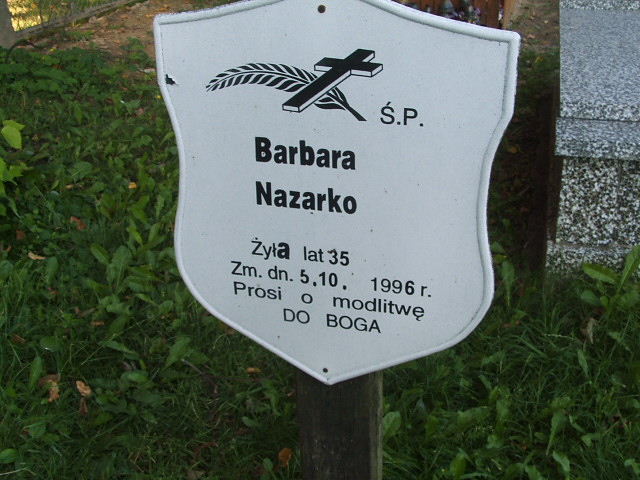 Ś.P.
Barbara
Nazarko
Żyła lat 35
Zm. dn. 5.10. 1996 r.
Prosi o modlitwę
DO BOGA